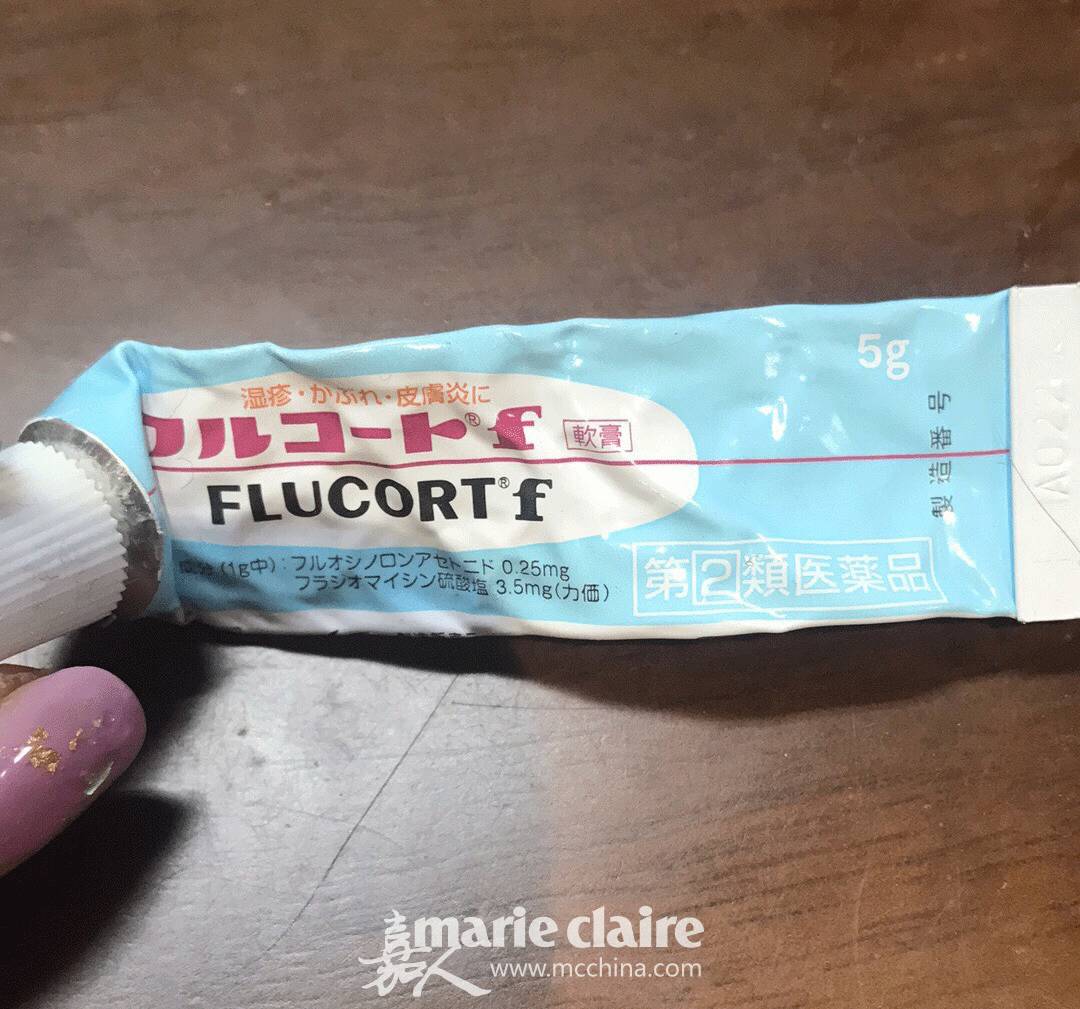 5g
湿疹・かぶれ・皮膚炎に
フルコート® f 軟膏
FLUCORT® f
(1g中):フルオシノロンアセトニド 0.25mg
フラジオマイシン硫酸塩 3.5mg(力価)
第②類医薬品
製造番号
嘉人 marie claire
www.mcchina.com